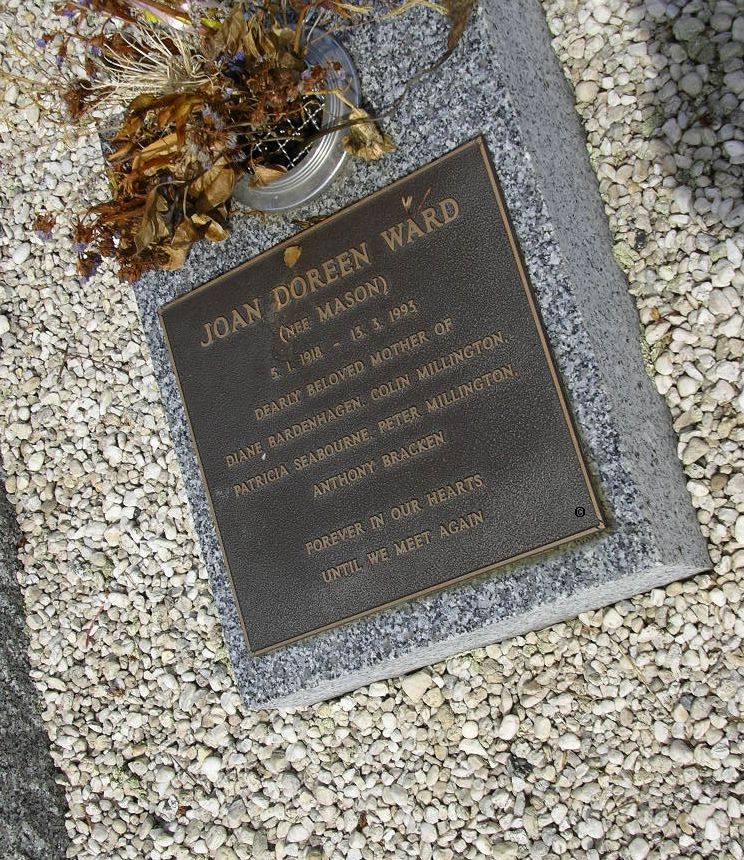 JOAN DOREEN WARD
(NEE MASON)
5. 1. 1918 - 13. 3. 1993
DEARLY BELOVED MOTHER OF
DIANE BARDENHAGEN, COLIN MILLINGTON,
PATRICIA SEABOURNE, PETER MILLINGTON,
ANTHONY BRACKEN
FOREVER IN OUR HEARTS
UNTIL WE MEET AGAIN